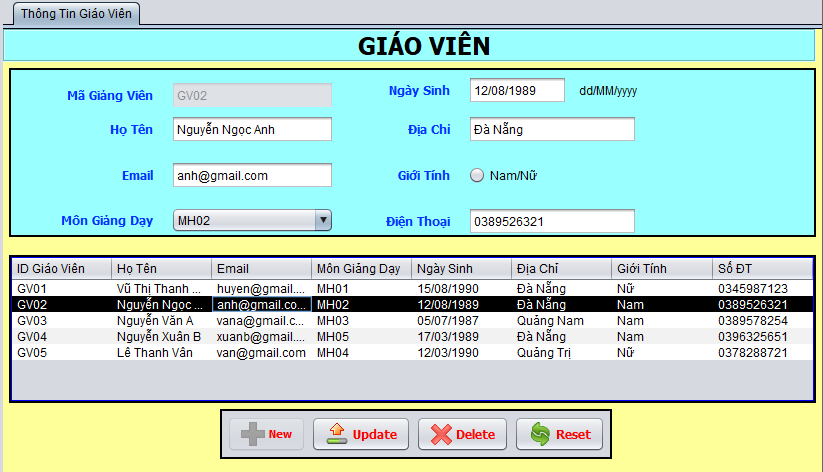 Thông Tin Giáo Viên
GIÁO VIÊN
Mã Giảng Viên GV02 Ngày Sinh 12/08/1989 dd/MM/yyyy
Họ Tên Nguyễn Ngọc Anh Địa Chỉ Đà Nẵng
Email anh@gmail.com Giới Tính Nam/Nữ
Môn Giảng Dạy MH02 Điện Thoại 0389526321
ID Giáo Viên Họ Tên Email Môn Giảng Dạy Ngày Sinh Địa Chỉ Giới Tính Số ĐT
GV01 Vũ Thị Thanh ... huyen@gmail.... MH01 15/08/1990 Đà Nẵng Nữ 0345987123
GV02 Nguyễn Ngọc ... anh@gmail.co... MH02 12/08/1989 Đà Nẵng Nam 0389526321
GV03 Nguyễn Văn A vana@gmail.c... MH03 05/07/1987 Quảng Nam Nam 0389578254
GV04 Nguyễn Xuân B xuanb@gmail.... MH05 17/03/1989 Đà Nẵng Nam 0396325651
GV05 Lê Thanh Vân van@gmail.com MH04 12/03/1990 Quảng Trị Nữ 0378288721
New Update Delete Reset